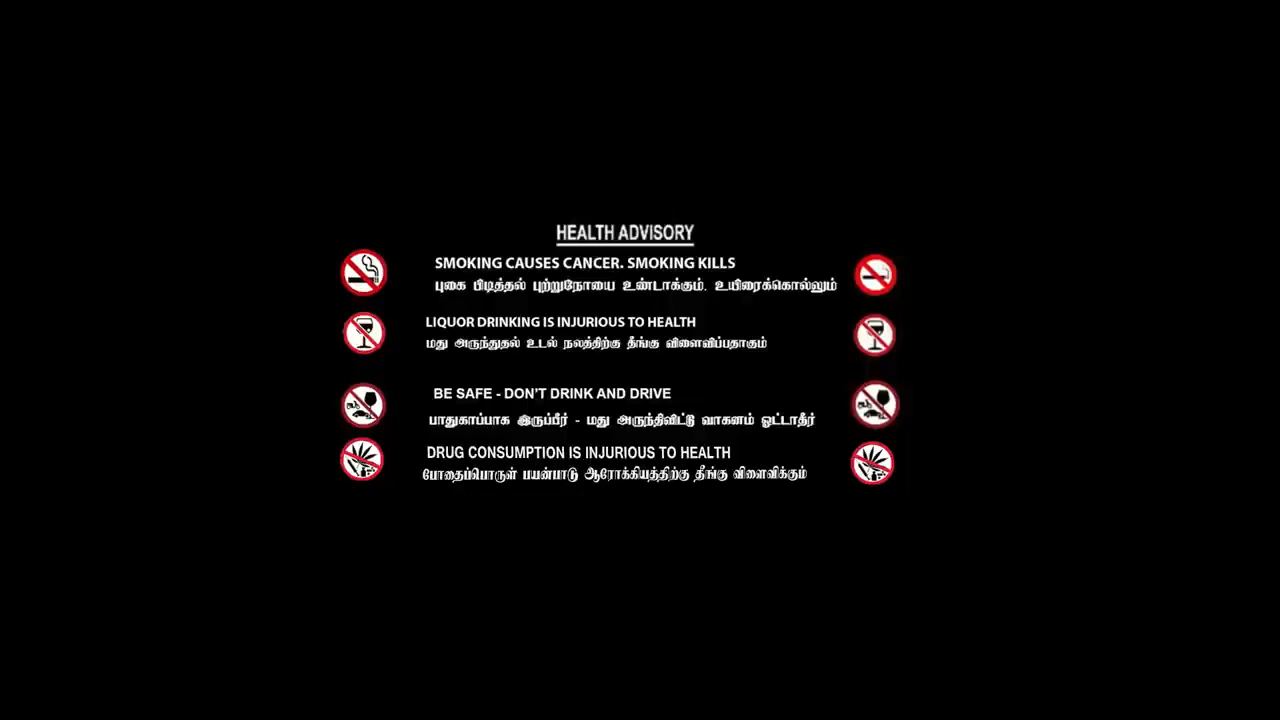 HEALTH ADVISORY
SMOKING CAUSES CANCER. SMOKING KILLS
புகை பிடித்தல் புற்றுநோயை உண்டாக்கும். உயிரைக்கொல்லும்
LIQUOR DRINKING IS INJURIOUS TO HEALTH
மது அருந்துதல் உடல் நலத்திற்கு தீங்கு விளைவிப்பதாகும்
BE SAFE - DON'T DRINK AND DRIVE
பாதுகாப்பாக இருப்பீர் - மது அருந்திவிட்டு வாகனம் ஓட்டாதீர்
DRUG CONSUMPTION IS INJURIOUS TO HEALTH
போதைப்பொருள் பயன்பாடு ஆரோக்கியத்திற்கு தீங்கு விளைவிக்கும்